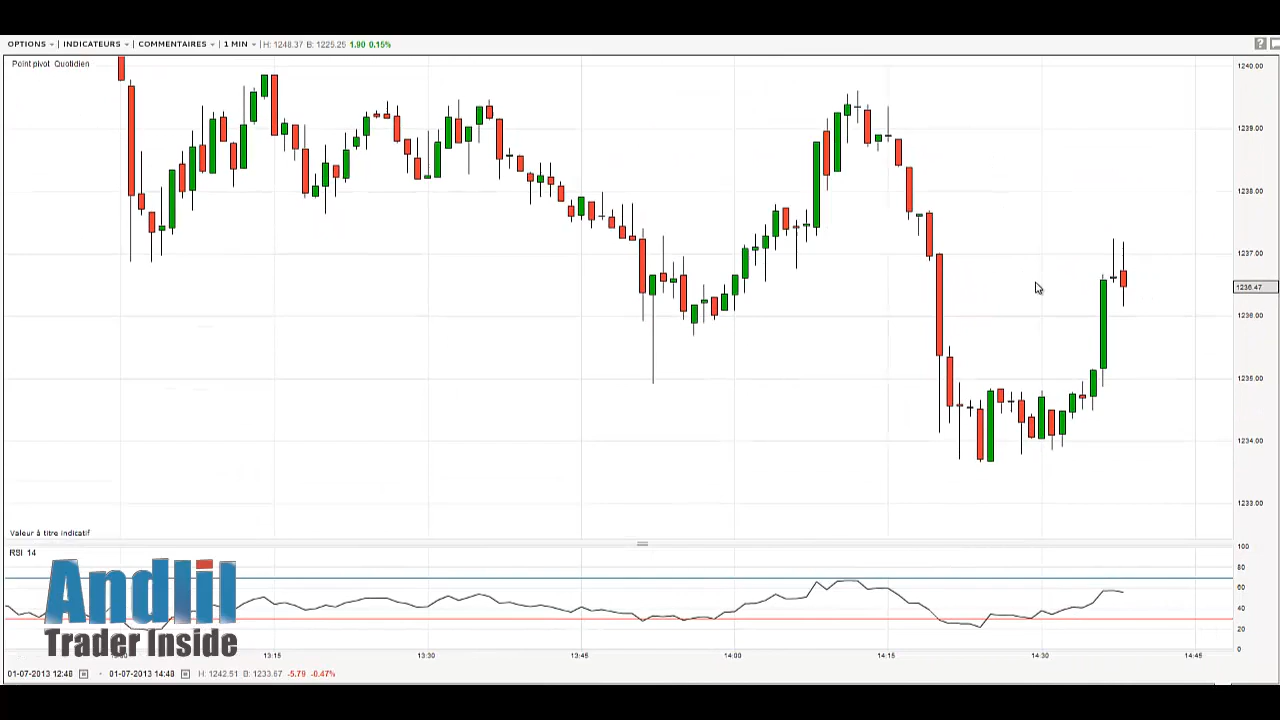 OPTIONS INDICATEURS COMMENTAIRES 1 MIN H: 1248.37 B: 1225.25 1.90 0.15%
?
Point pivot Quotidien
1240.00
1239.00
1238.00
1237.00
1236.47
1236.00
1235.00
1234.00
1233.00
Valeur à titre indicatif
RSI 14
100
80
60
40
20
0
Andlil
Trader Inside
13:15 13:30 13:45 14:00 14:15 14:30 14:45
01-07-2013 12:48 - 01-07-2013 14:48 H: 1242.51 B: 1233.67 -5.79 -0.47%